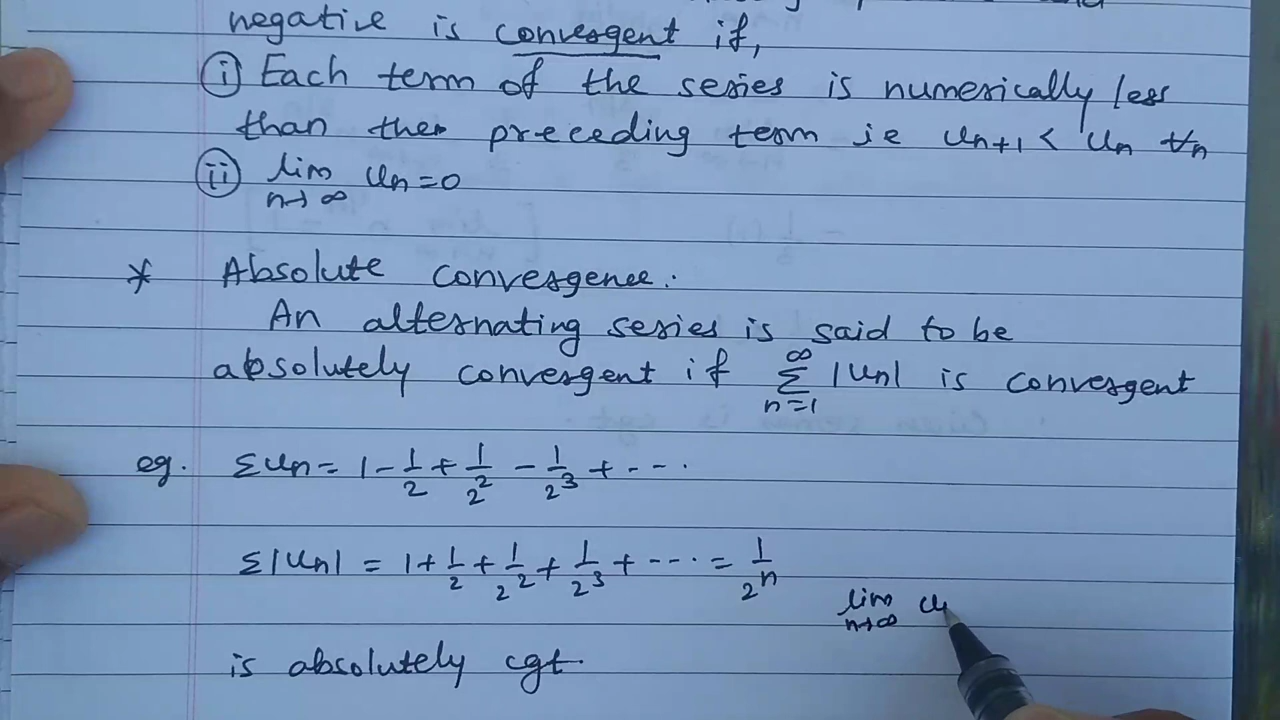 negative is convergent if,
(i) Each term of the series is numerically less
than the preceding term ie Un+1 < Un ∀n
(ii) lim n→∞ Un = 0
* Absolute convergence.
An alternating series is said to be
absolutely convergent if ∞ Σ n=1 |Un| is convergent
eg. ΣUn = 1 - 1/2 + 1/2² - 1/2³ + - - - .
Σ|Un| = 1 + 1/2 + 1/2² + 1/2³ + - - - . = 1/2ⁿ
lim n→∞ U
is absolutely cgt.